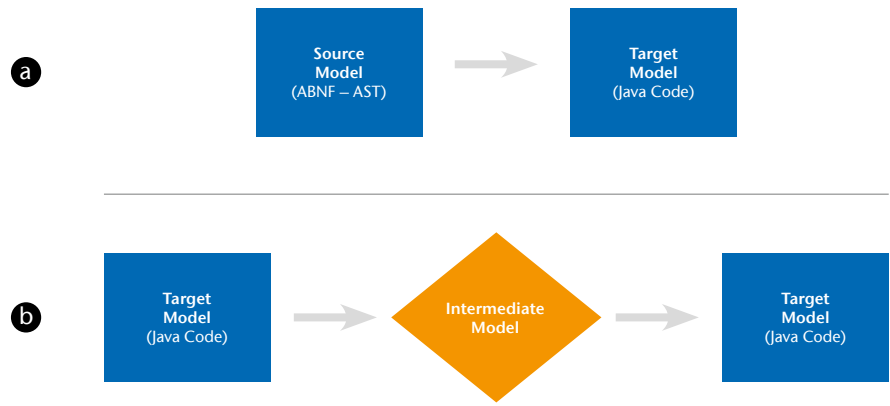 a
Source
Model
(ABNF – AST)
Target
Model
(Java Code)
b
Target
Model
(Java Code)
Intermediate
Model
Target
Model
(Java Code)